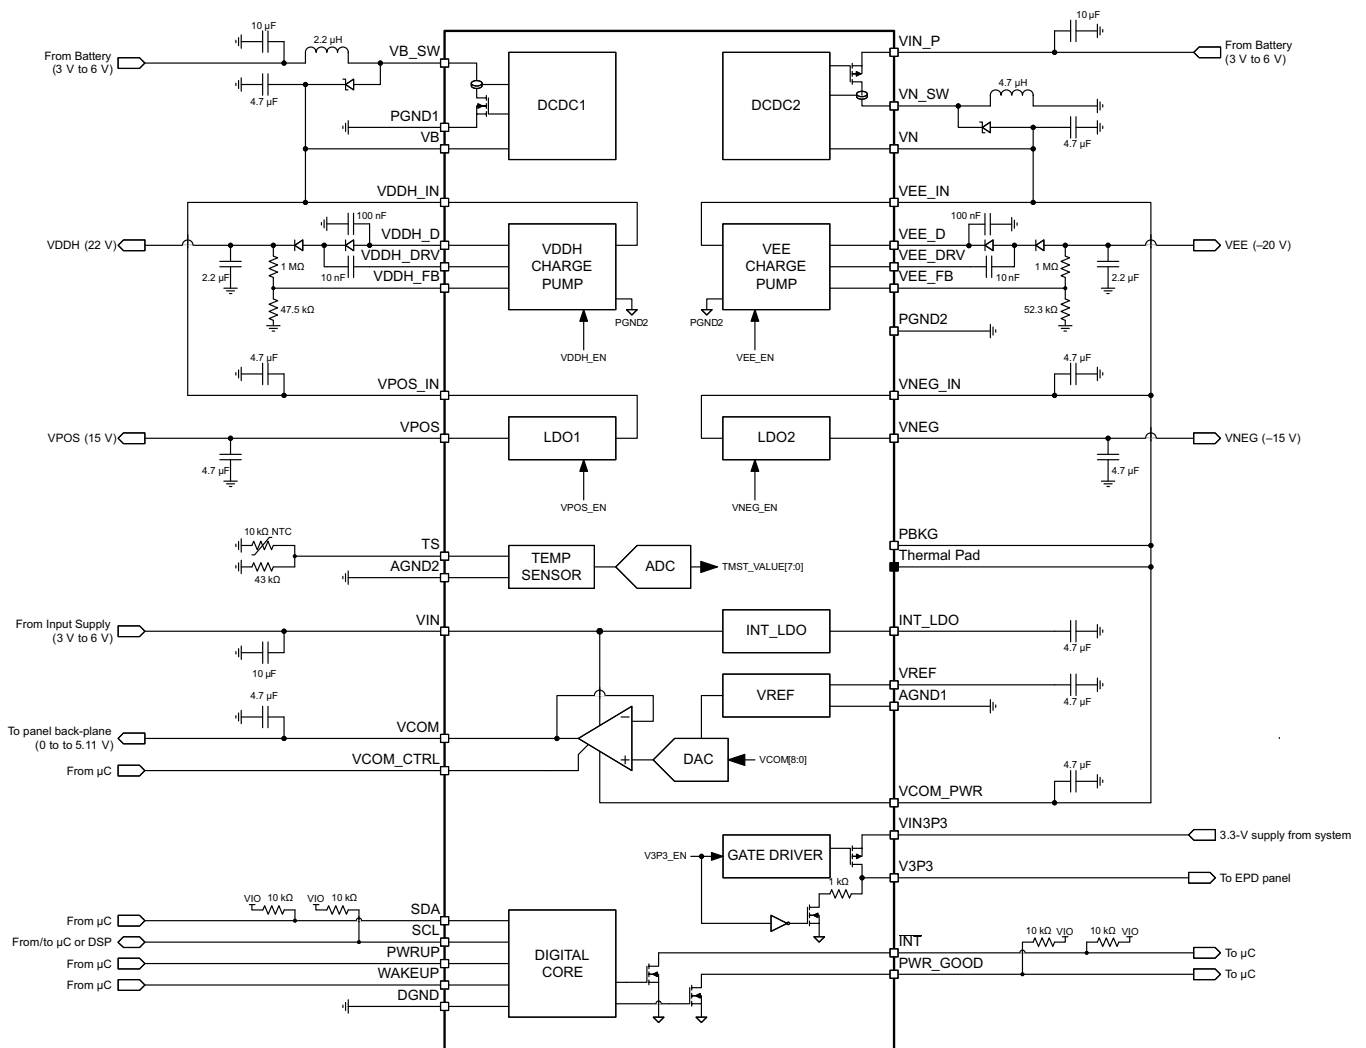 10 µF
2.2 µH
VB_SW
From Battery
(3 V to 6 V)
4.7 µF
PGND1
VB
DCDC1
DCDC2
VIN_P
10 µF
From Battery
(3 V to 6 V)
VN_SW
4.7 µH
VN
4.7 µF
VDDH_IN
VEE_IN
100 nF
VDDH_D
VDDH (22 V)
VDDH_DRV
VDDH_FB
2.2 µF
1 MΩ
10 nF
47.5 kΩ
VDDH
CHARGE
PUMP
PGND2
VDDH_EN
VEE
CHARGE
PUMP
PGND2
VEE_EN
VEE_D
100 nF
VEE_DRV
VEE_FB
10 nF
1 MΩ
2.2 µF
VEE (–20 V)
52.3 kΩ
PGND2
4.7 µF
VPOS_IN
VNEG_IN
4.7 µF
VPOS (15 V)
VPOS
4.7 µF
LDO1
VPOS_EN
LDO2
VNEG_EN
VNEG
4.7 µF
VNEG (–15 V)
10 kΩ NTC
43 kΩ
TS
AGND2
TEMP
SENSOR
ADC
TMST_VALUE[7:0]
PBKG
Thermal Pad
From Input Supply
(3 V to 6 V)
VIN
10 µF
INT_LDO
INT_LDO
4.7 µF
VREF
VREF
AGND1
4.7 µF
4.7 µF
To panel back-plane
(0 to to 5.11 V)
VCOM
From µC
VCOM_CTRL
–
+
DAC
VCOM[8:0]
VCOM_PWR
4.7 µF
V3P3_EN
GATE DRIVER
1 kΩ
VIN3P3
3.3-V supply from system
V3P3
To EPD panel
VIO
10 kΩ
VIO
10 kΩ
From µC
SDA
From/to µC or DSP
SCL
From µC
PWRUP
From µC
WAKEUP
DGND
DIGITAL
CORE
INT
PWR_GOOD
10 kΩ
VIO
10 kΩ
VIO
To µC
To µC